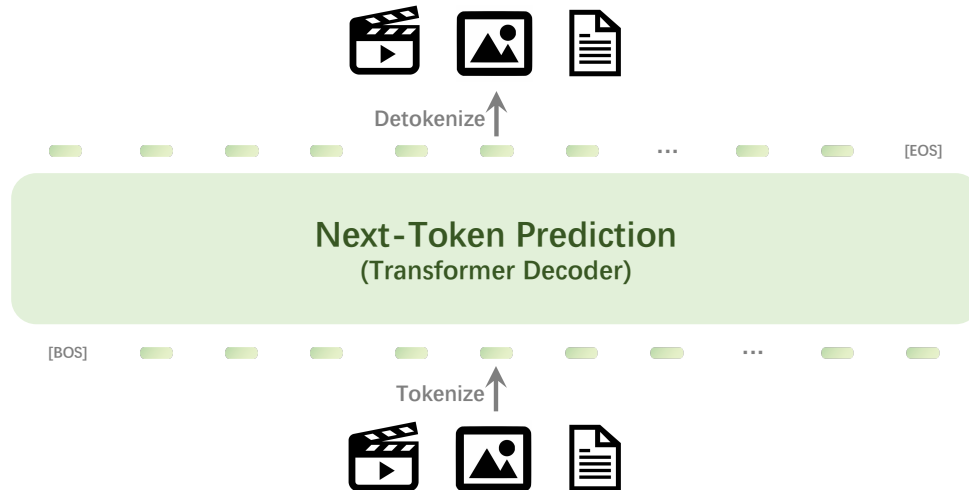 Detokenize
... [EOS]
Next-Token Prediction
(Transformer Decoder)
[BOS] ...
Tokenize